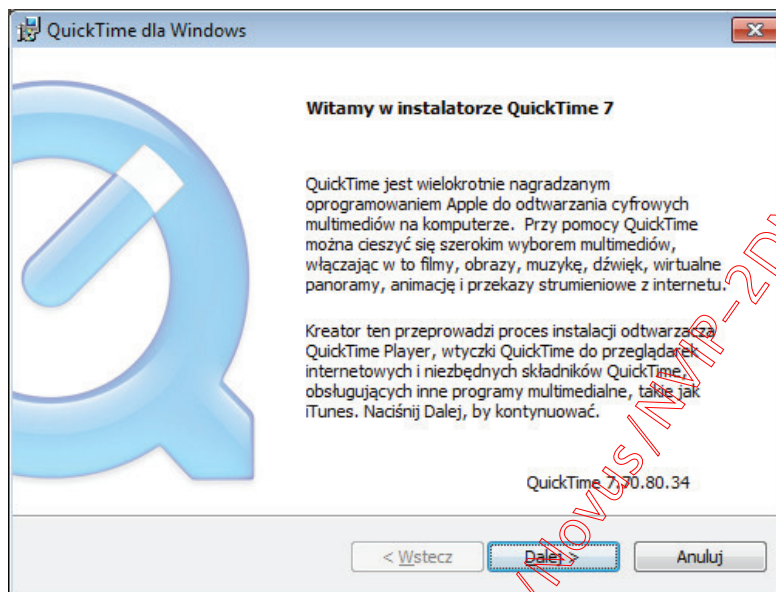 QuickTime dla Windows
Witamy w instalatorze QuickTime 7
QuickTime jest wielokrotnie nagradzanym
oprogramowaniem Apple do odtwarzania cyfrowych
multimediów na komputerze. Przy pomocy QuickTime
można cieszyć się szerokim wyborem multimediów,
włączając w to filmy, obrazy, muzykę, dźwięk, wirtualne
panoramy, animację i przekazy strumieniowe z internetu.
Kreator ten przeprowadzi proces instalacji odtwarzacza
QuickTime Player, wtyczki QuickTime do przeglądarek
internetowych i niezbędnych składników QuickTime,
obsługujących inne programy multimedialne, takie jak
iTunes. Naciśnij Dalej, by kontynuować.
QuickTime 7.70.80.34
< Wstecz
Dalej >
Anuluj
/Novus/NVIP-2D